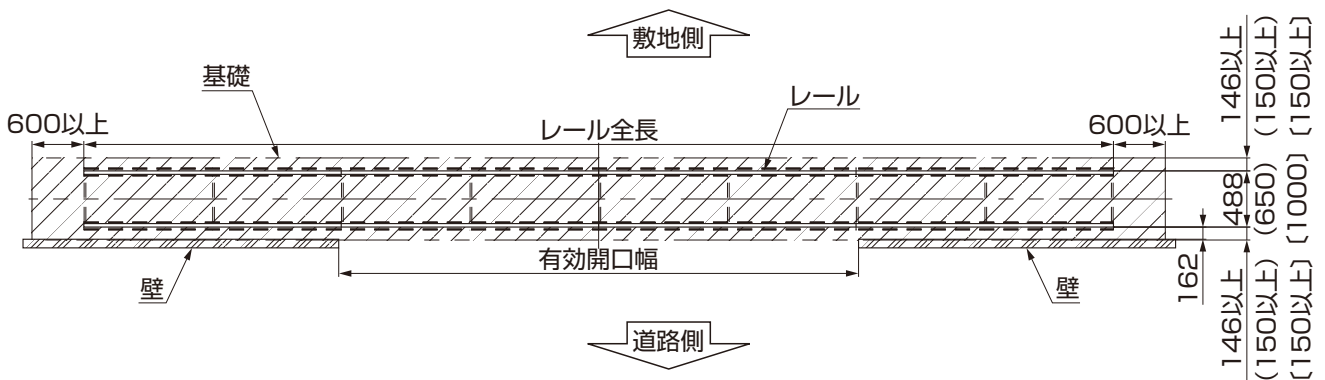 敷地側
基礎
レール
600以上
レール全長
600以上
有効開口幅
壁
壁
道路側
146以上
(150以上)
〔150以上〕
488
(650)
〔1000〕
162
146以上
(150以上)
〔150以上〕